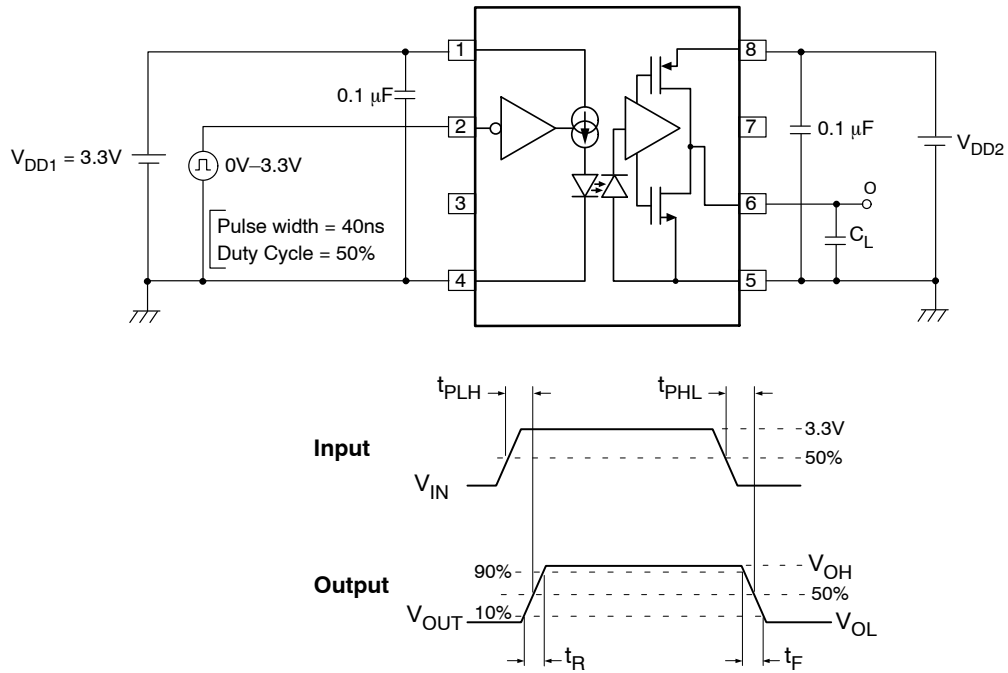 1
8
0.1 µF
2
7
0.1 µF
V_DD1 = 3.3V
0V–3.3V
V_DD2
3
6
O
Pulse width = 40ns
Duty Cycle = 50%
C_L
4
5
t_PLH
t_PHL
3.3V
Input
50%
V_IN
90%
V_OH
Output
50%
V_OUT
10%
V_OL
t_R
t_F